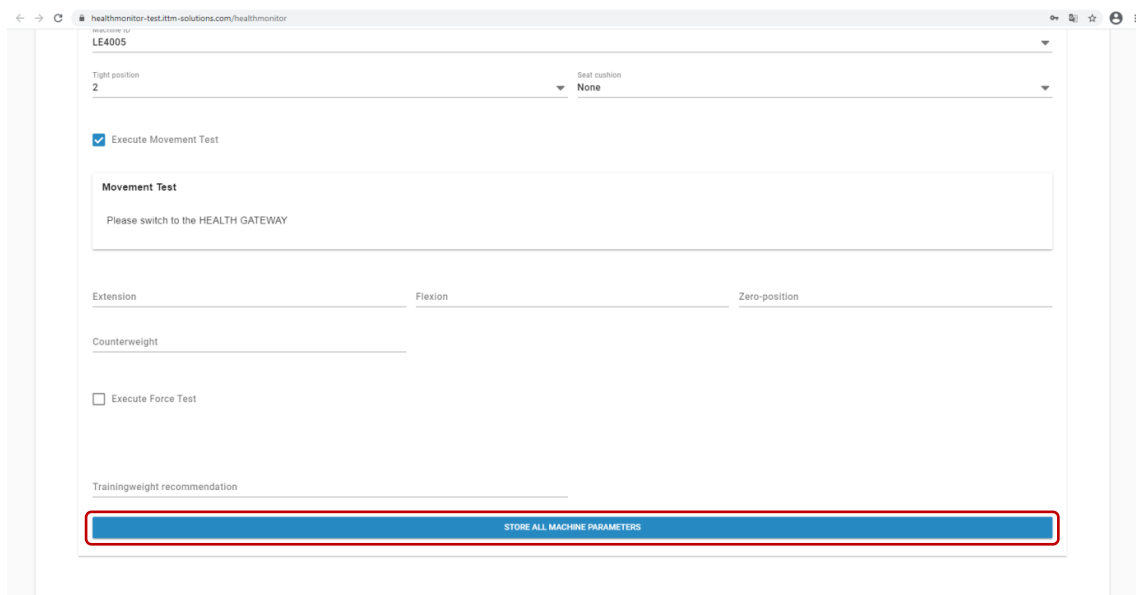 healthmonitor-test.ittm-solutions.com/healthmonitor
Machine ID
LE4005
Tight position
Seat cushion
2
None
Execute Movement Test
Movement Test
Please switch to the HEALTH GATEWAY
Extension
Flexion
Zero-position
Counterweight
Execute Force Test
Trainingweight recommendation
STORE ALL MACHINE PARAMETERS